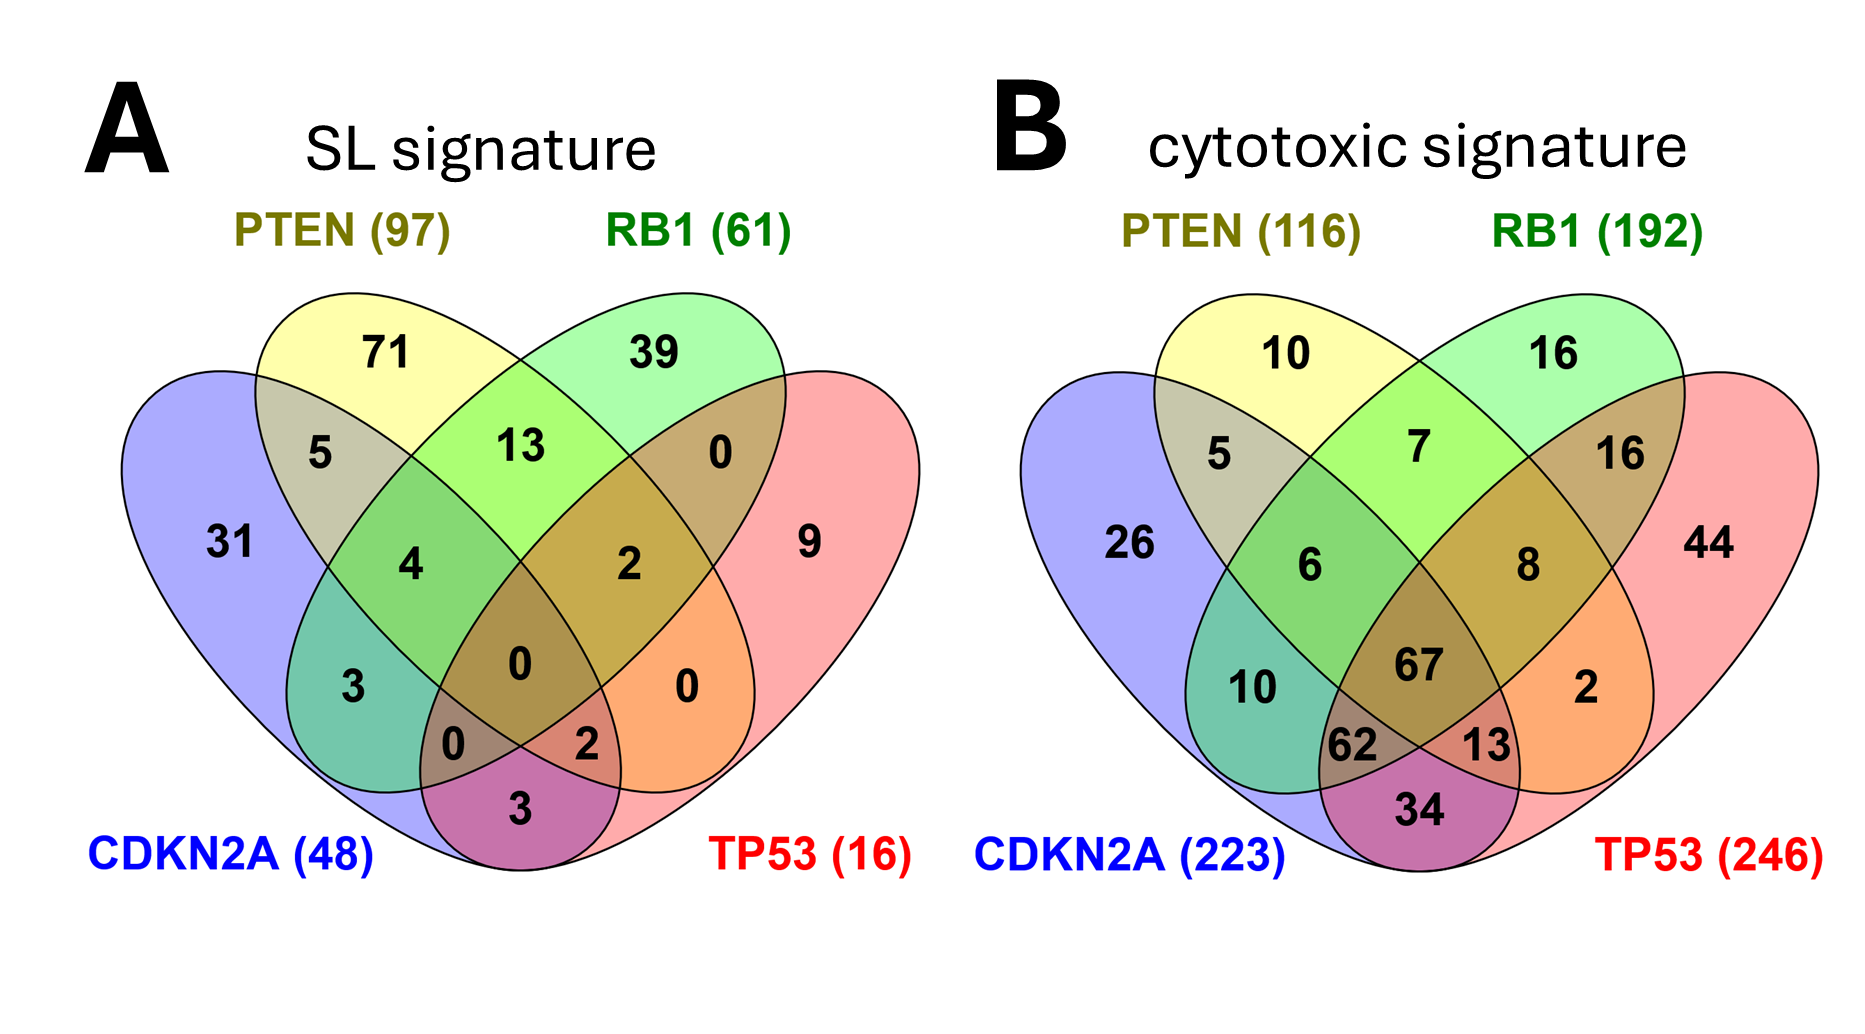 A
SL signature
PTEN (97)
RB1 (61)
71
39
5
13
0
31
4
2
9
3
0
0
0
2
3
CDKN2A (48)
TP53 (16)
B
cytotoxic signature
PTEN (116)
RB1 (192)
10
16
5
7
16
26
6
8
44
10
67
2
62
13
34
CDKN2A (223)
TP53 (246)